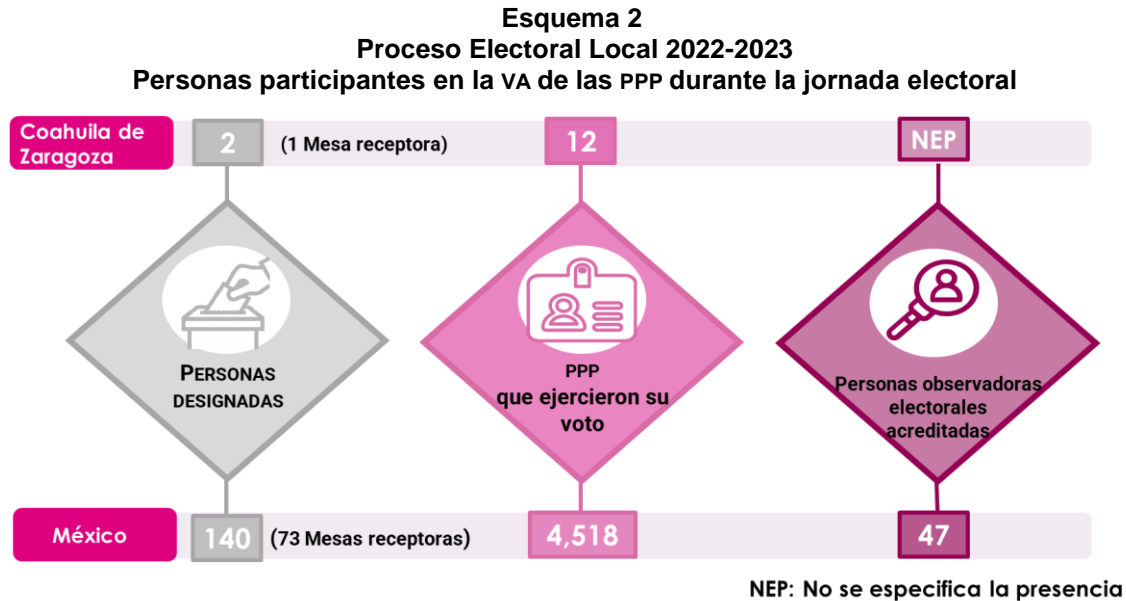 Esquema 2
Proceso Electoral Local 2022-2023
Personas participantes en la VA de las PPP durante la jornada electoral
Coahuila de
Zaragoza
2
(1 Mesa receptora)
12
NEP
PERSONAS
DESIGNADAS
PPP
que ejercieron su
voto
Personas observadoras
electorales
acreditadas
México
140
(73 Mesas receptoras)
4,518
47
NEP: No se especifica la presencia